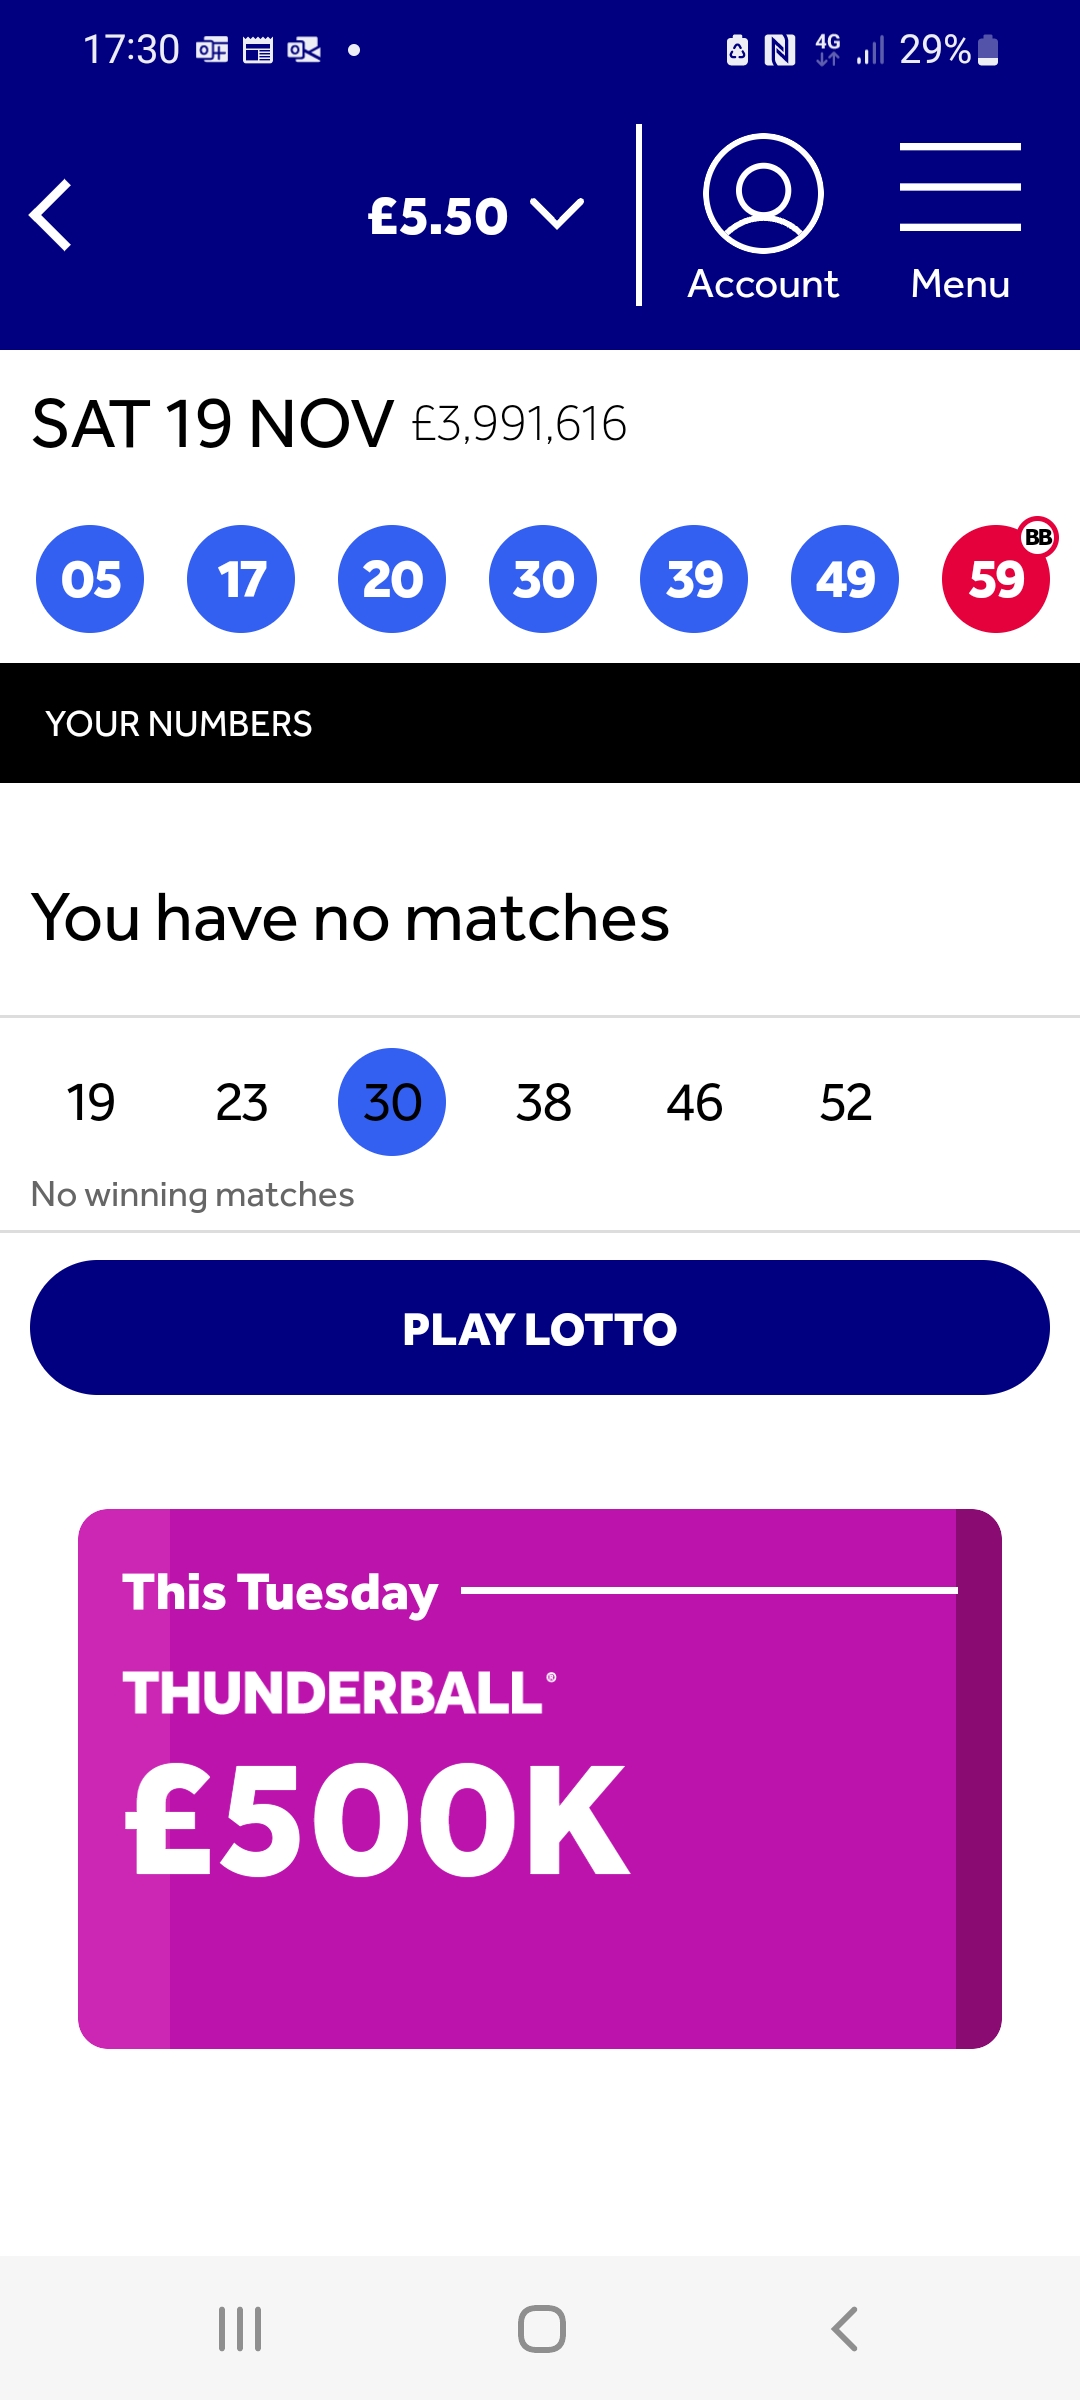 17:30 4G 29%
£5.50
Account Menu
SAT 19 NOV £3,991,616
BB
05 17 20 30 39 49 59
YOUR NUMBERS
You have no matches
19 23 30 38 46 52
No winning matches
PLAY LOTTO
This Tuesday
THUNDERBALL®
£500K